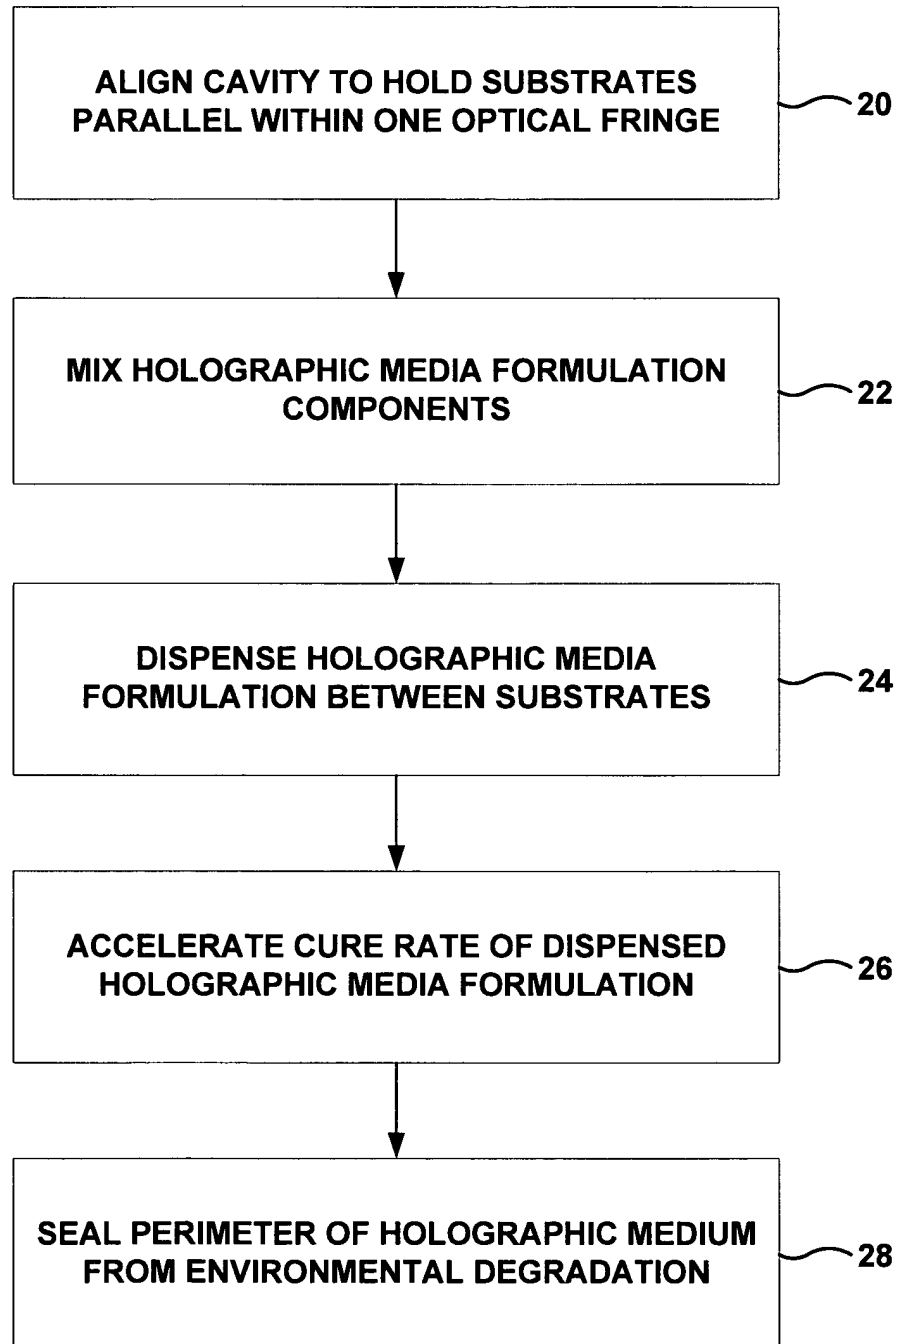 ALIGN CAVITY TO HOLD SUBSTRATES
PARALLEL WITHIN ONE OPTICAL FRINGE
20
MIX HOLOGRAPHIC MEDIA FORMULATION
COMPONENTS
22
DISPENSE HOLOGRAPHIC MEDIA
FORMULATION BETWEEN SUBSTRATES
24
ACCELERATE CURE RATE OF DISPENSED
HOLOGRAPHIC MEDIA FORMULATION
26
SEAL PERIMETER OF HOLOGRAPHIC MEDIUM
FROM ENVIRONMENTAL DEGRADATION
28